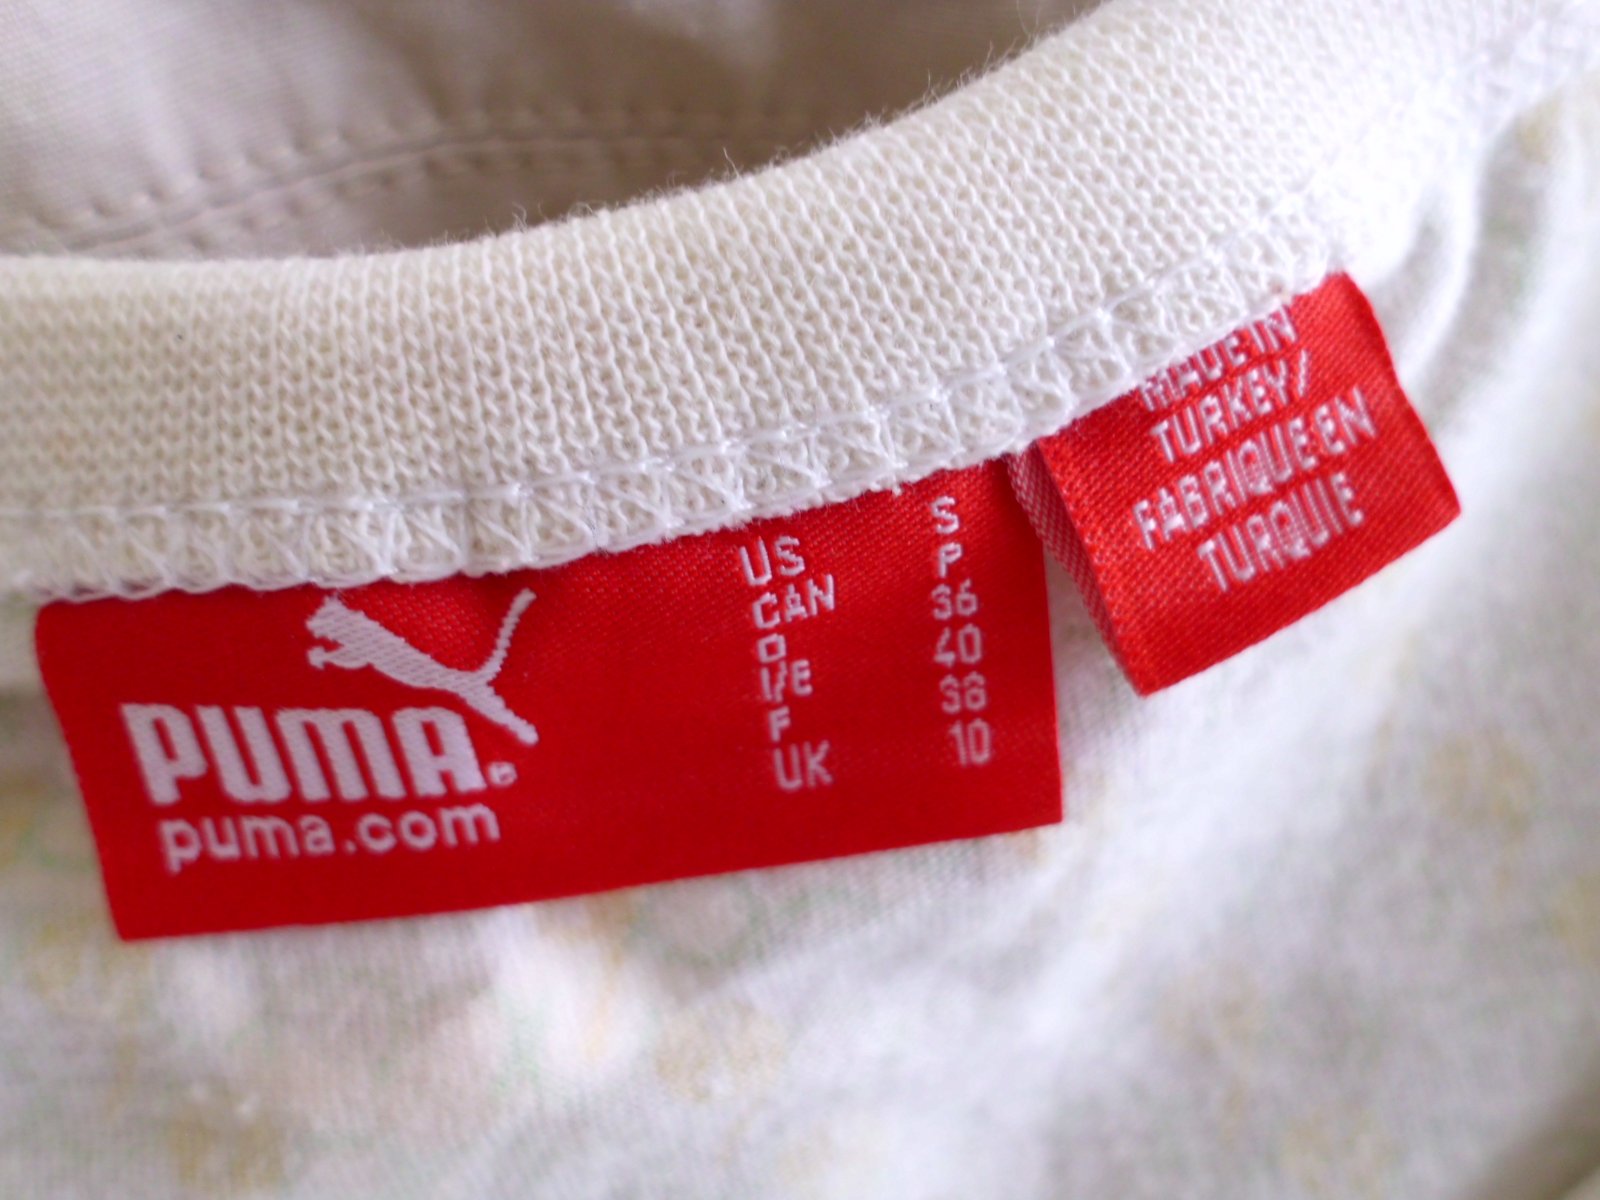 PUMA
puma.com
US S
CAN P
D 36
I/E 40
F 38
UK 10
MADE IN
TURKEY/
FABRIQUE EN
TURQUIE